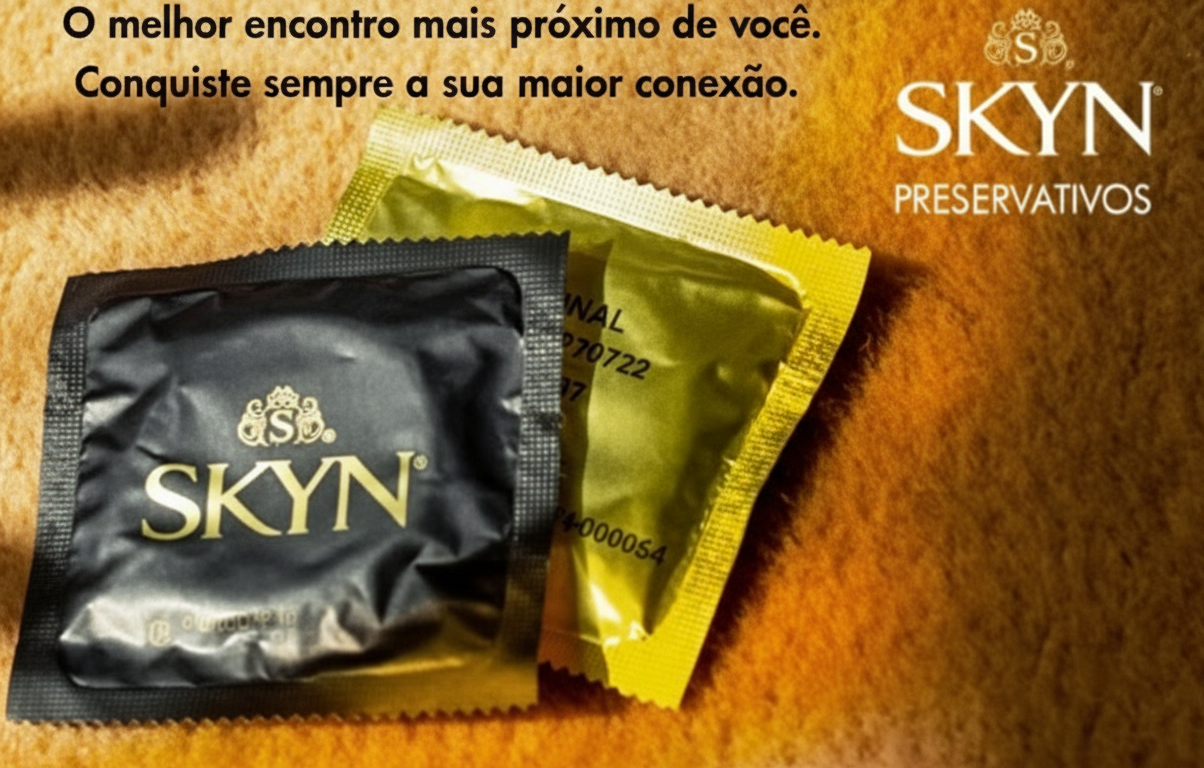 O melhor encontro mais próximo de você.
Conquiste sempre a sua maior conexão.
S
SKYN®
PRESERVATIVOS
S
SKYN®